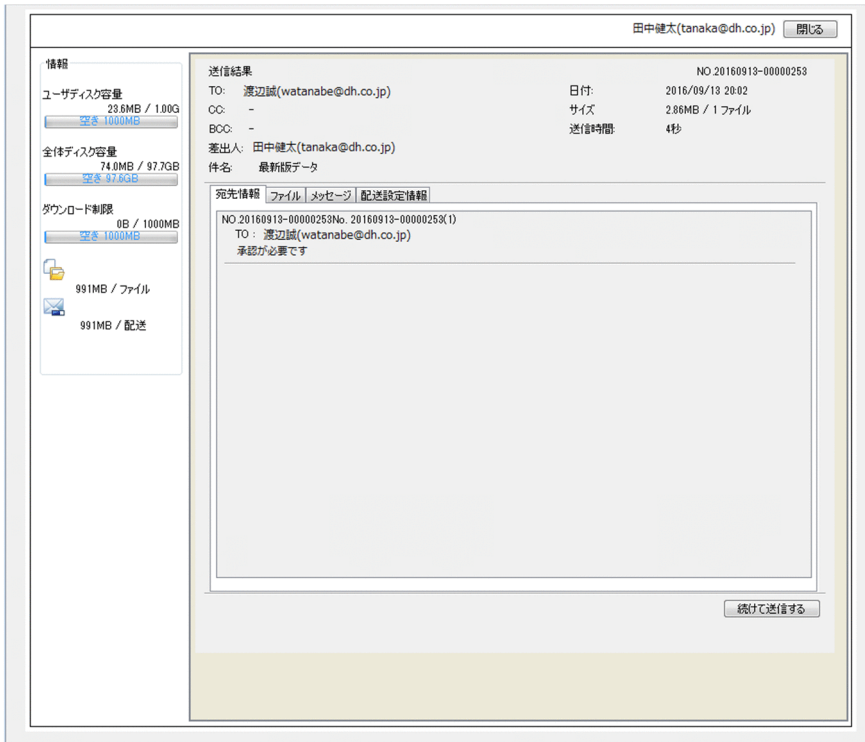 田中健太(tanaka@dh.co.jp) 閉じる
情報
ユーザディスク容量
23.6MB / 1.00G
空き 1000MB
全体ディスク容量
74.0MB / 97.7GB
空き 97.6GB
ダウンロード制限
0B / 1000MB
空き 1000MB
991MB / ファイル
991MB / 配送
送信結果 NO.20160913-00000253
TO: 渡辺誠(watanabe@dh.co.jp) 日付: 2016/09/13 20:02
CC: - サイズ 2.86MB / 1 ファイル
BCC: - 送信時間: 4秒
差出人: 田中健太(tanaka@dh.co.jp)
件名: 最新版データ
宛先情報 ファイル メッセージ 配送設定情報
NO.20160913-00000253No. 20160913-00000253(1)
TO : 渡辺誠(watanabe@dh.co.jp)
承認が必要です
続けて送信する